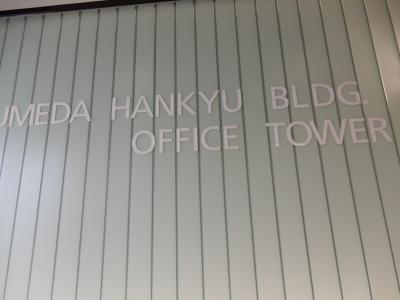 UMEDA HANKYU BLDG.
OFFICE TOWER